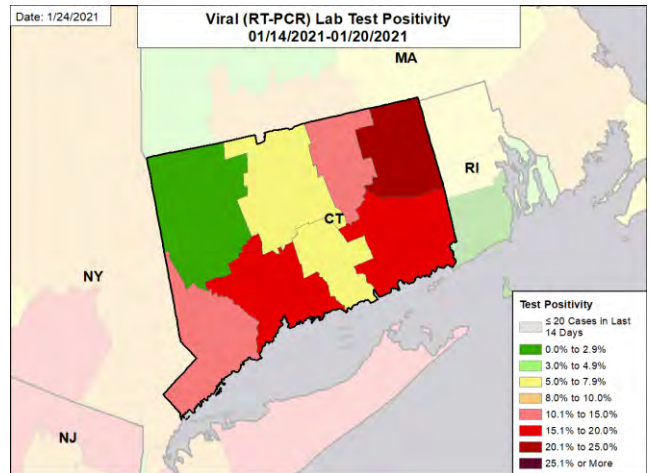 Date: 1/24/2021
Viral (RT-PCR) Lab Test Positivity
01/14/2021-01/20/2021
MA
RI
CT
NY
NJ
Test Positivity
≤ 20 Cases in Last
14 Days
0.0% to 2.9%
3.0% to 4.9%
5.0% to 7.9%
8.0% to 10.0%
10.1% to 15.0%
15.1% to 20.0%
20.1% to 25.0%
25.1% or More